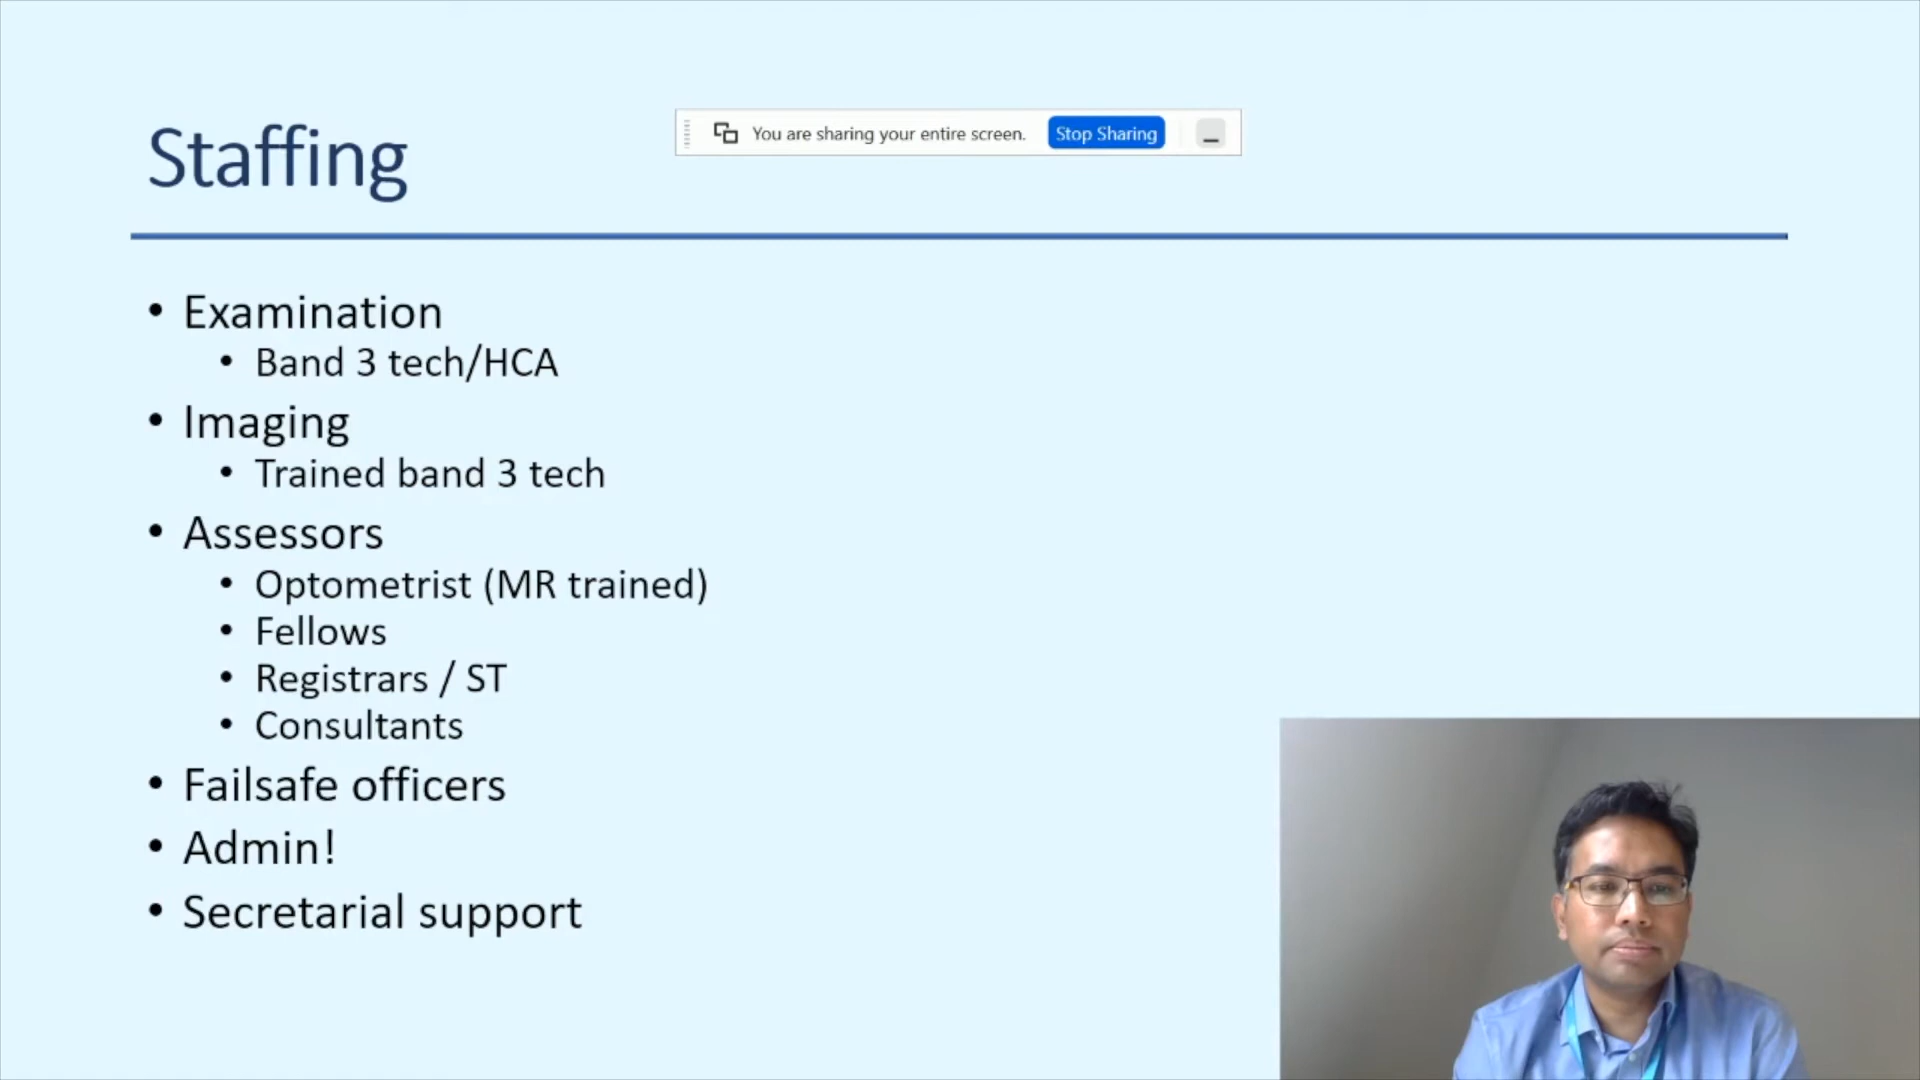 You are sharing your entire screen. Stop Sharing
Staffing
• Examination
• Band 3 tech/HCA
• Imaging
• Trained band 3 tech
• Assessors
• Optometrist (MR trained)
• Fellows
• Registrars / ST
• Consultants
• Failsafe officers
• Admin!
• Secretarial support